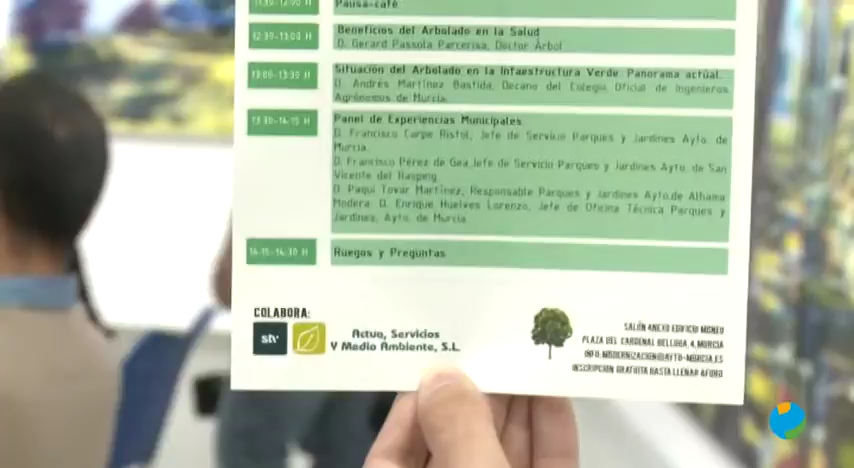 11:30-12:00 H
Pausa-café
12:30-13:00 H
Beneficios del Arbolado en la Salud
D. Gerard Passola Parcerisa, Doctor Árbol
13:00-13:30 H
Situación del Arbolado en la Infaestructura Verde. Panorama actúal.
D. Andrés Martínez Bastida, Decano del Colegio Oficial de Ingenieros
Agrónomos de Murcia
13:30-14:15 H
Panel de Experiencias Municipales
D. Francisco Carpe Ristol, Jefe de Servicio Parques y Jardines Ayto. de
Murcia.
D. Francisco Pérez de Gea,Jefe de Servicio Parques y Jardines Ayto. de San
Vicente del Raspeig
D. Paqui Tovar Martínez, Responsable Parques y Jardines Ayto.de Alhama
D. Enrique Huelves Lorenzo, Jefe de Oficina Técnica Parques y
Jardines, Ayto. de Murcia
14:15-14:30 H
Ruegos y Preguntas
COLABORA:
stv
Actua, Servicios
Y Medio Ambiente, S.L.
SALÓN ANEXO EDIFICIO MONEO
PLAZA DEL CARDENAL BELLUGA, 4, MURCIA
INFO: MODERNIZACION@AYTO-MURCIA.ES
INSCRIPCIÓN GRATUITA HASTA LLENAR AFORO